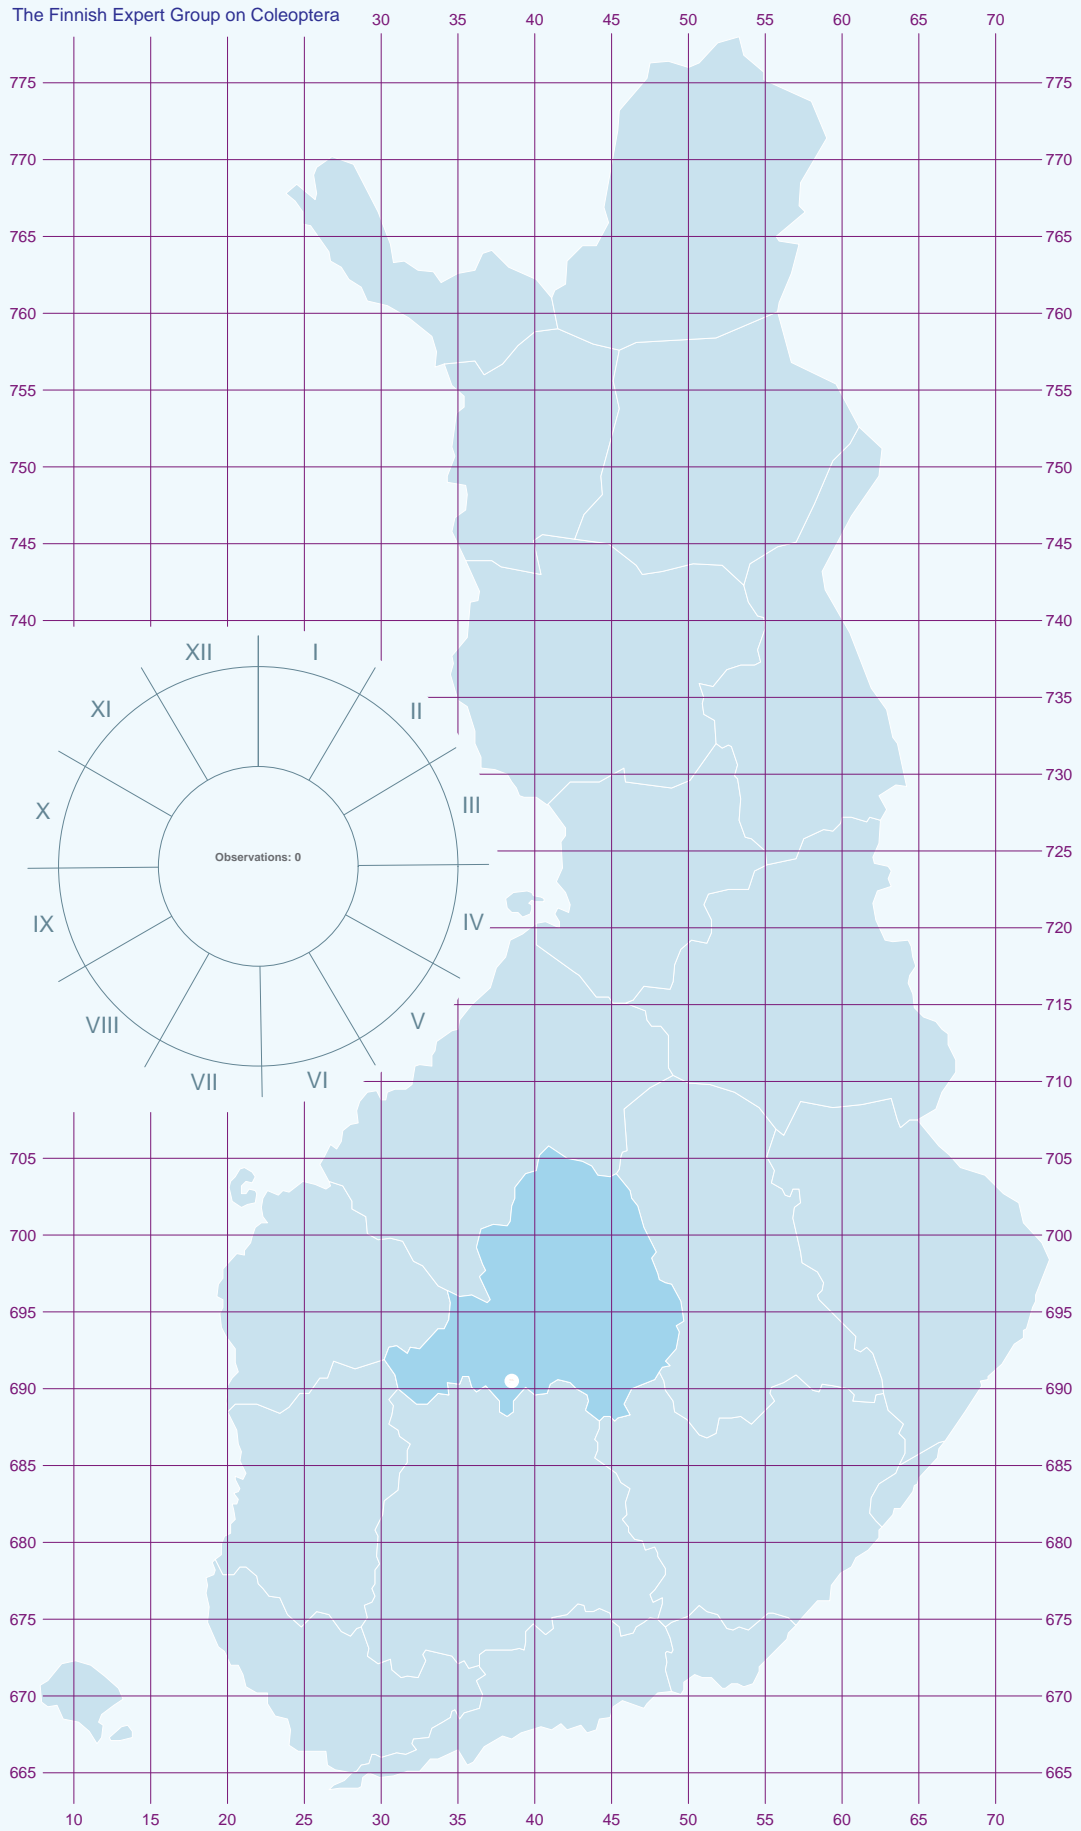 The Finnish Expert Group on Coleoptera 30 35 40 45 50 55 60 65 70
775 775
770 770
765 765
760 760
755 755
750 750
745 745
740 740
XII I
XI II
735
730
X III
725
Observations: 0
IX IV
720
715
VIII V
VII VI
710
705 705
700 700
695 695
690 690
685 685
680 680
675 675
670 670
665 665
10 15 20 25 30 35 40 45 50 55 60 65 70